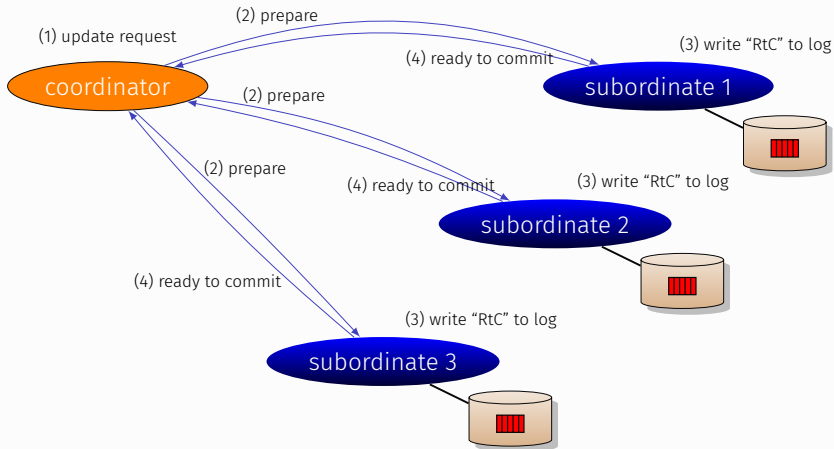 (2) prepare
(1) update request
(4) ready to commit
(3) write “RtC” to log
coordinator
subordinate 1
(2) prepare
(2) prepare
(4) ready to commit
(3) write “RtC” to log
subordinate 2
(4) ready to commit
(3) write “RtC” to log
subordinate 3